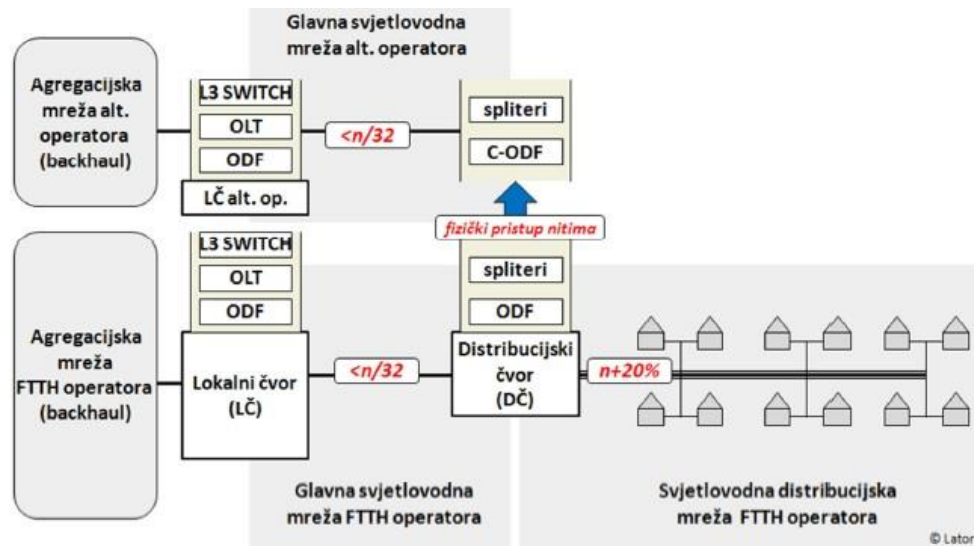 Glavna svjetlovodna
mreža alt. operatora
Agregacijska
mreža alt.
operatora
(backhaul)
L3 SWITCH
OLT
ODF
LČ alt. op.
<n/32
spliteri
C-ODF
fizički pristup nitima
L3 SWITCH
OLT
ODF
spliteri
ODF
Agregacijska
mreža
FTTH operatora
(backhaul)
Lokalni čvor
(LČ)
<n/32
Distribucijski
čvor
(DČ)
n+20%
Glavna svjetlovodna
mreža FTTH operatora
Svjetlovodna distribucijska
mreža FTTH operatora
© Lator